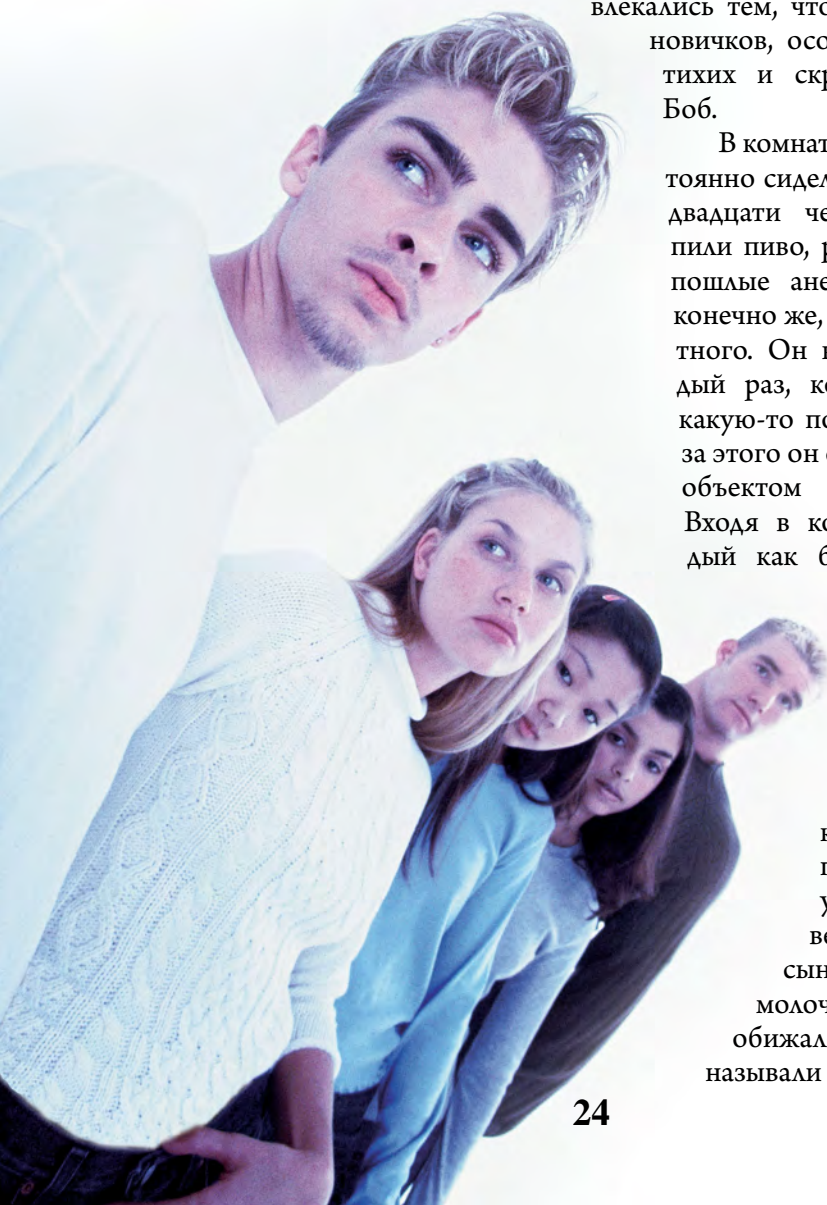 влекались тем, что
новичков, осо
тихих и скр
Боб.
В комнат
тоянно сидел
двадцати че
пили пиво, р
пошлые ане
конечно же,
тного. Он н
дый раз, к
какую-то по
за этого он
объектом
Входя в ко
дый как б
у
ве
сын
молоч
обижал
называли
24